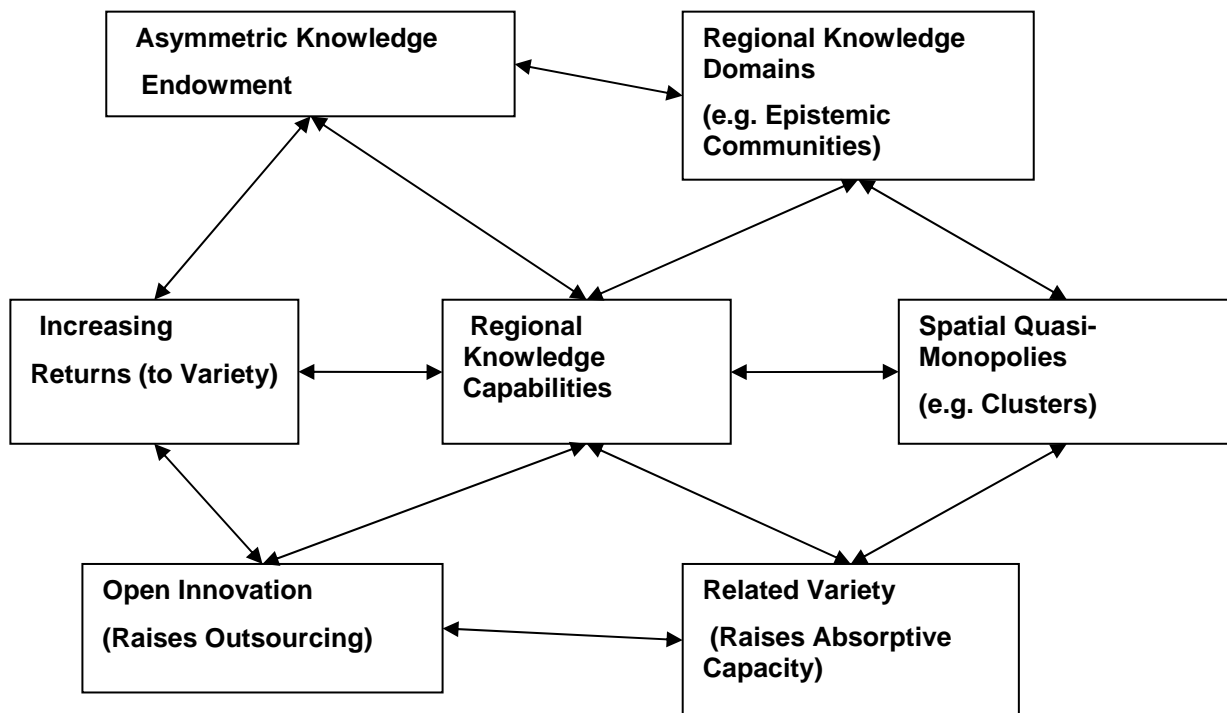 Asymmetric Knowledge
Endowment
Regional Knowledge
Domains
(e.g. Epistemic
Communities)
Increasing
Returns (to Variety)
Regional
Knowledge
Capabilities
Spatial Quasi-
Monopolies
(e.g. Clusters)
Open Innovation
(Raises Outsourcing)
Related Variety
(Raises Absorptive
Capacity)